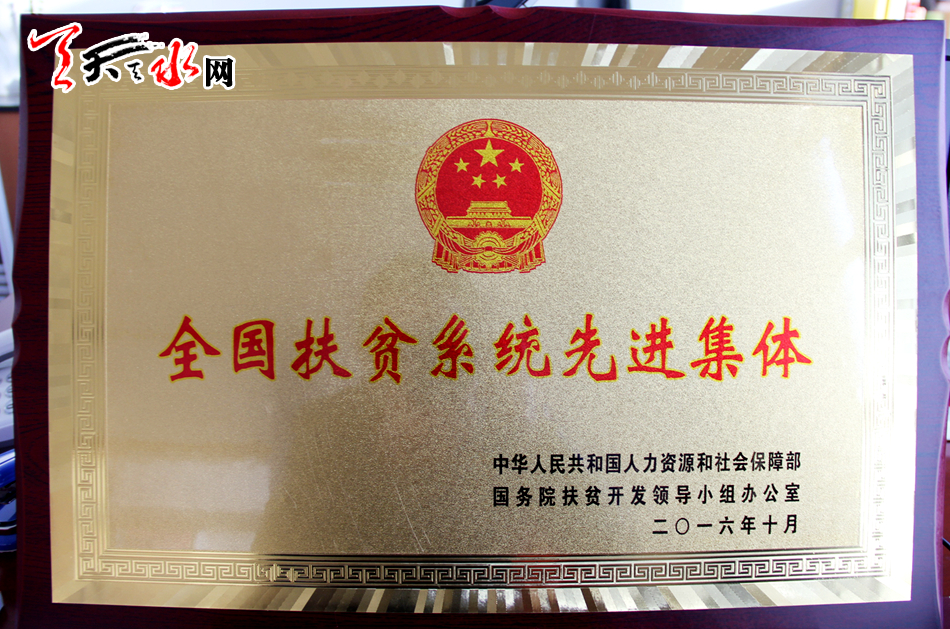 天天天水网
全国扶贫系统先进集体
中华人民共和国人力资源和社会保障部
国务院扶贫开发领导小组办公室
二〇一六年十月